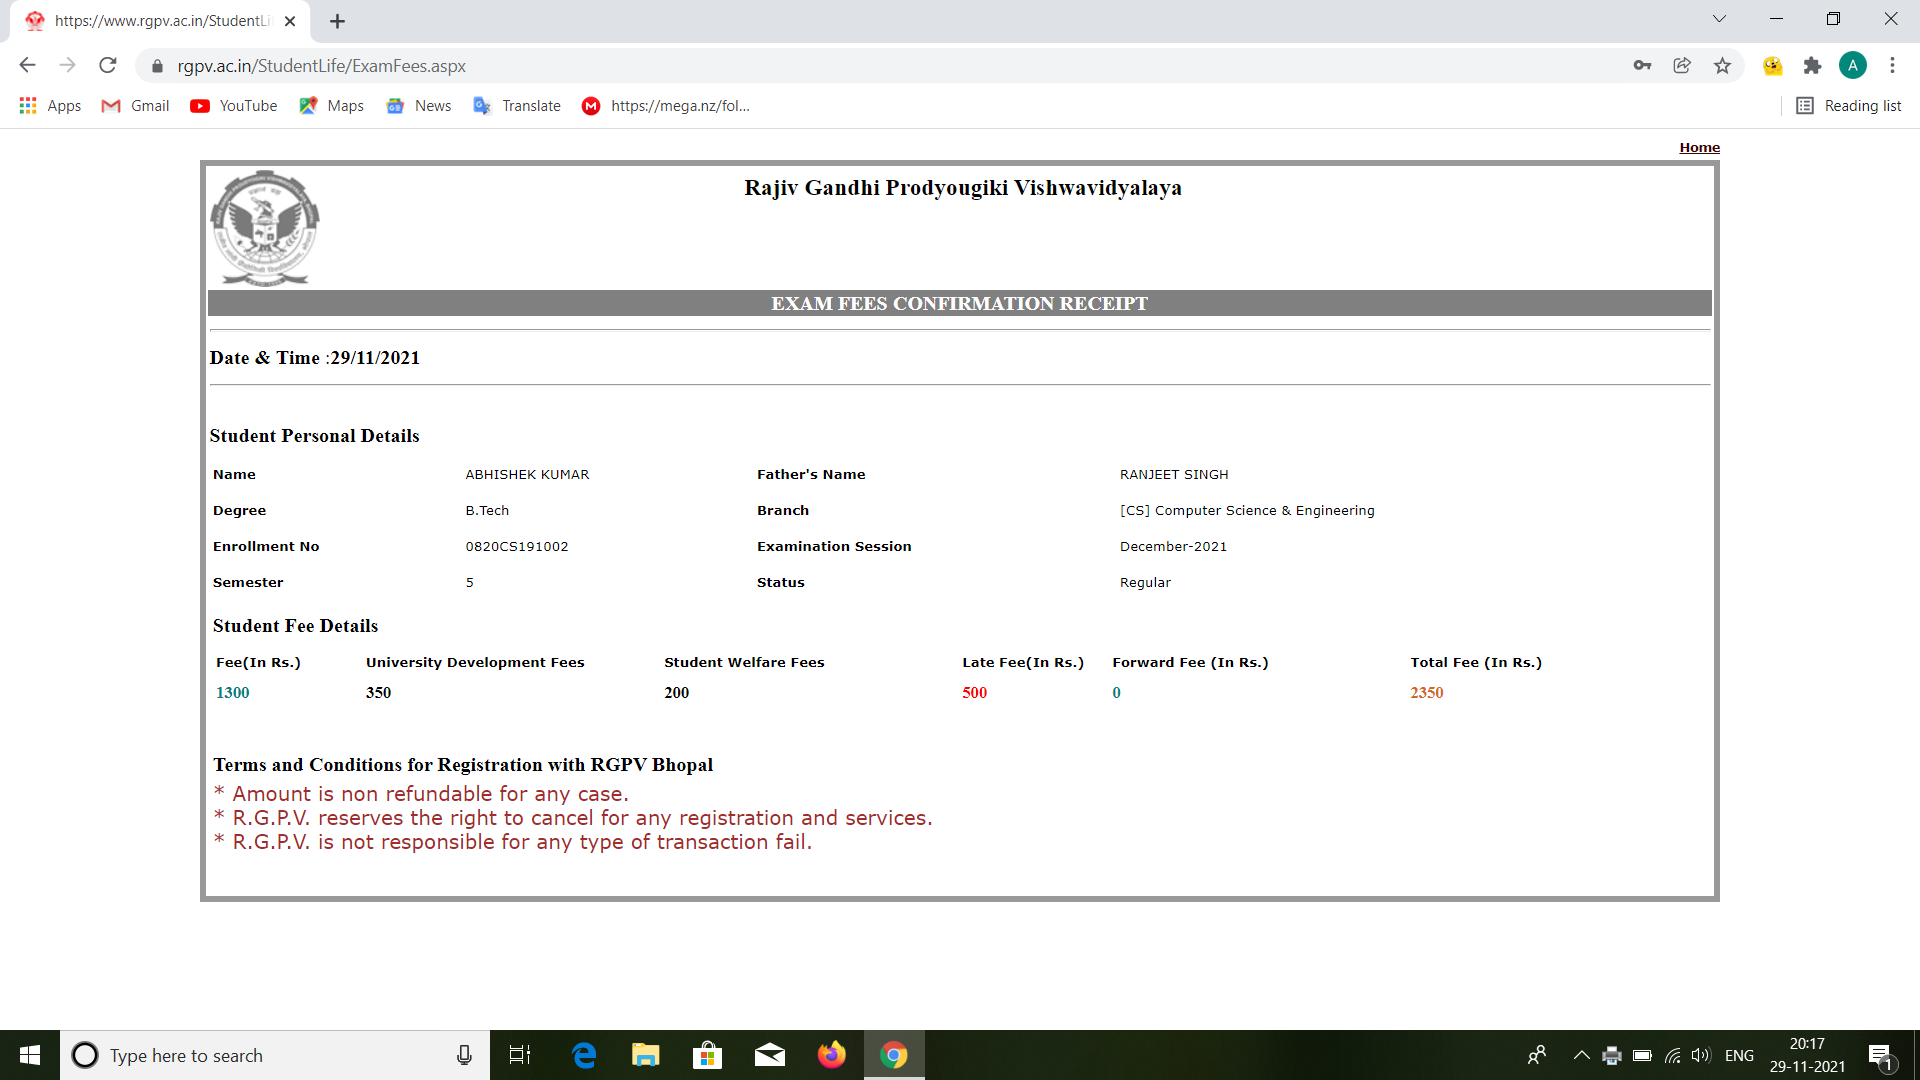 https://www.rgpv.ac.in/StudentLi
rgpv.ac.in/StudentLife/ExamFees.aspx
A
Apps Gmail YouTube Maps News Translate https://mega.nz/fol... Reading list
Home
Rajiv Gandhi Prodyougiki Vishwavidyalaya
EXAM FEES CONFIRMATION RECEIPT
Date & Time :29/11/2021
Student Personal Details
Name ABHISHEK KUMAR Father's Name RANJEET SINGH
Degree B.Tech Branch [CS] Computer Science & Engineering
Enrollment No 0820CS191002 Examination Session December-2021
Semester 5 Status Regular
Student Fee Details
Fee(In Rs.) University Development Fees Student Welfare Fees Late Fee(In Rs.) Forward Fee (In Rs.) Total Fee (In Rs.)
1300 350 200 500 0 2350
Terms and Conditions for Registration with RGPV Bhopal
* Amount is non refundable for any case.
* R.G.P.V. reserves the right to cancel for any registration and services.
* R.G.P.V. is not responsible for any type of transaction fail.
Type here to search
ENG
20:17
29-11-2021
1